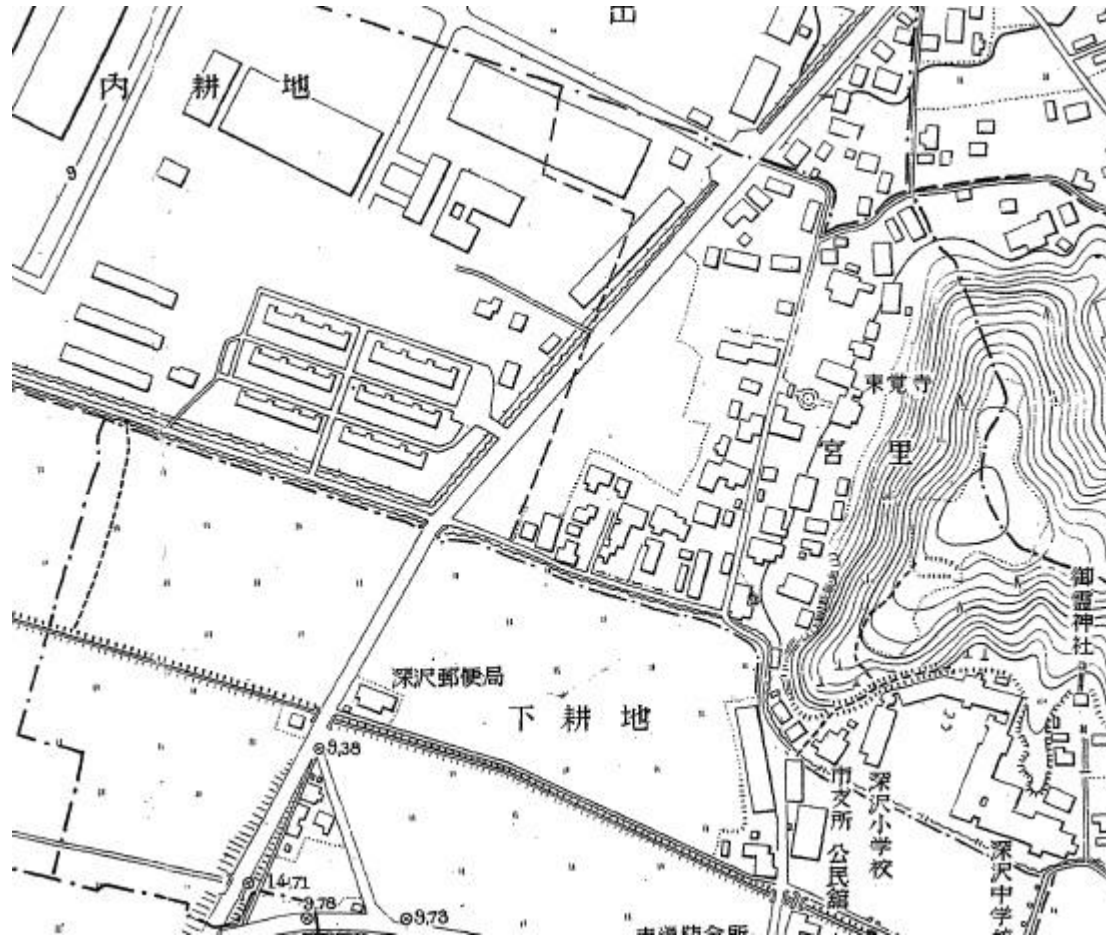 内耕地
9
東覚寺
宮里
御霊神社
深沢郵便局
下耕地
9.38
市支所
公民館
深沢小学校
深沢中学校
14.71
9.78
9.73